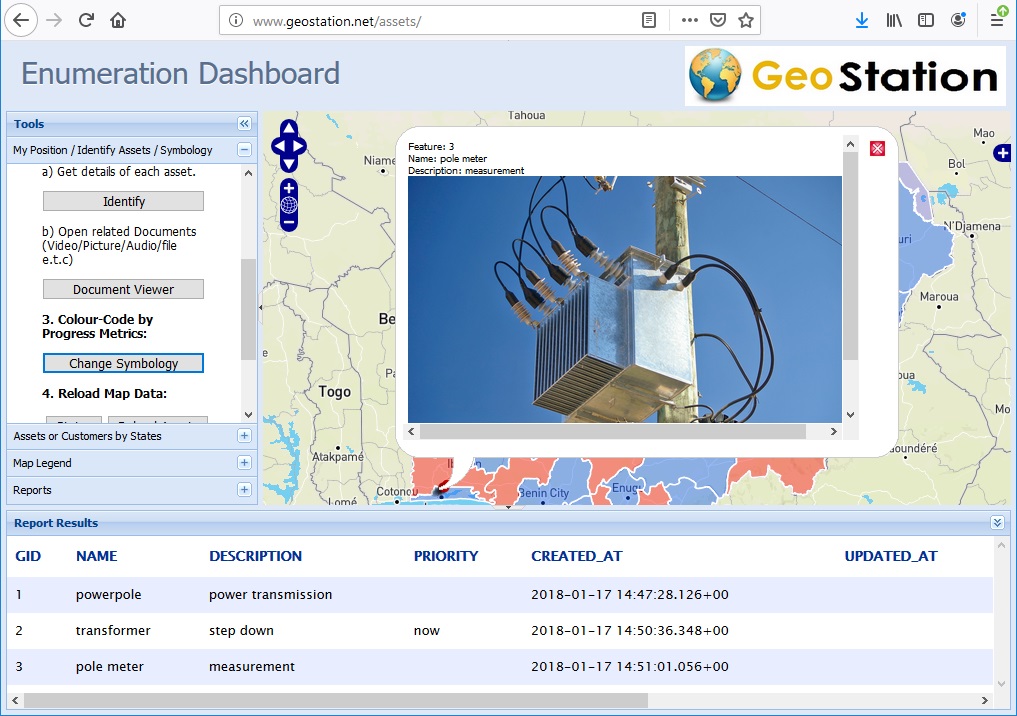 www.geostation.net/assets/
Enumeration Dashboard
GeoStation
Tools
My Position / Identify Assets / Symbology
a) Get details of each asset.
Identify
b) Open related Documents
(Video/Picture/Audio/file
e.t.c)
Document Viewer
3. Colour-Code by
Progress Metrics:
Change Symbology
4. Reload Map Data:
Assets or Customers by States
Map Legend
Reports
Tahoua
Niame
Mao
Bol
N'Djamena
uri
Maroua
Be
Togo
Atakpamé
Lomé
Cotonou
Benin City
Enugu
oua
Mo
aoundéré
Feature: 3
Name: pole meter
Description: measurement
Report Results
GID NAME DESCRIPTION PRIORITY CREATED_AT UPDATED_AT
1 powerpole power transmission 2018-01-17 14:47:28.126+00
2 transformer step down now 2018-01-17 14:50:36.348+00
3 pole meter measurement 2018-01-17 14:51:01.056+00